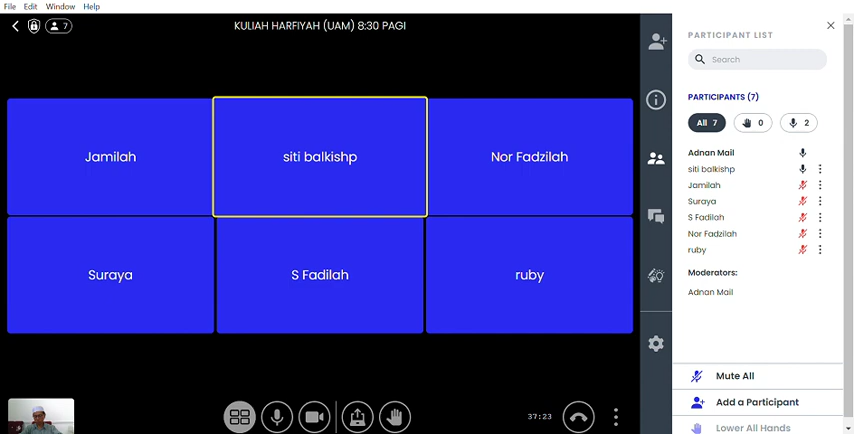 File Edit Window Help
7
KULIAH HARFIYAH (UAM) 8:30 PAGI
Jamilah
siti balkishp
Nor Fadzilah
Suraya
S Fadilah
ruby
37:23
PARTICIPANT LIST
Search
PARTICIPANTS (7)
All 7 0 2
Adnan Mail
siti balkishp
Jamilah
Suraya
S Fadilah
Nor Fadzilah
ruby
Moderators:
Adnan Mail
Mute All
Add a Participant
Lower All Hands